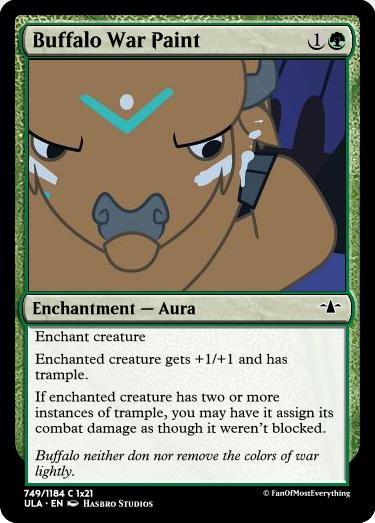 Buffalo War Paint 1
Enchantment — Aura
Enchant creature
Enchanted creature gets +1/+1 and has
trample.
If enchanted creature has two or more
instances of trample, you may have it assign its
combat damage as though it weren't blocked.
Buffalo neither don nor remove the colors of war
lightly.
749/1184 C 1x21
ULA • EN Hasbro Studios © FanOfMostEverything